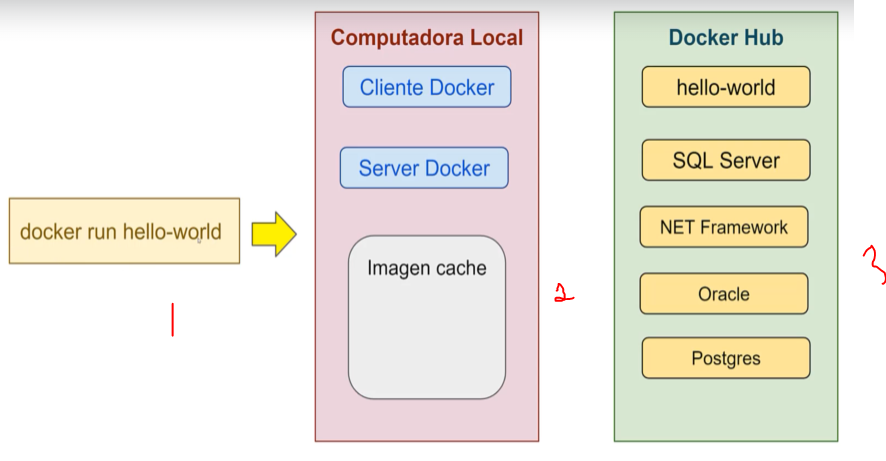 docker run hello-world
1
Computadora Local
Cliente Docker
Server Docker
Imagen cache
2
Docker Hub
hello-world
SQL Server
NET Framework
Oracle
Postgres
3